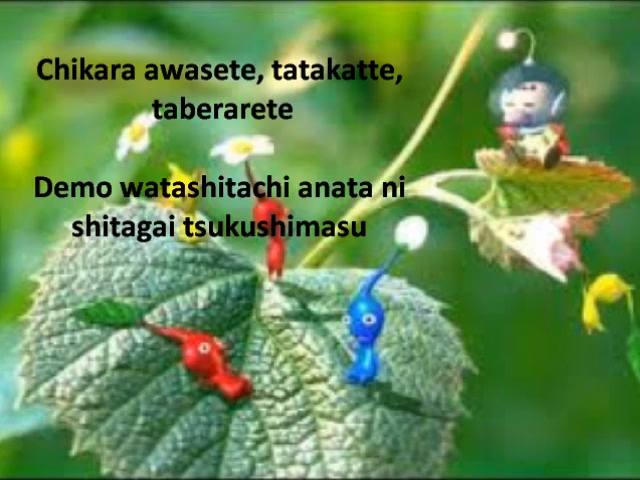 Chikara awasete, tatakatte,
taberarete
Demo watashitachi anata ni
shitagai tsukushimasu